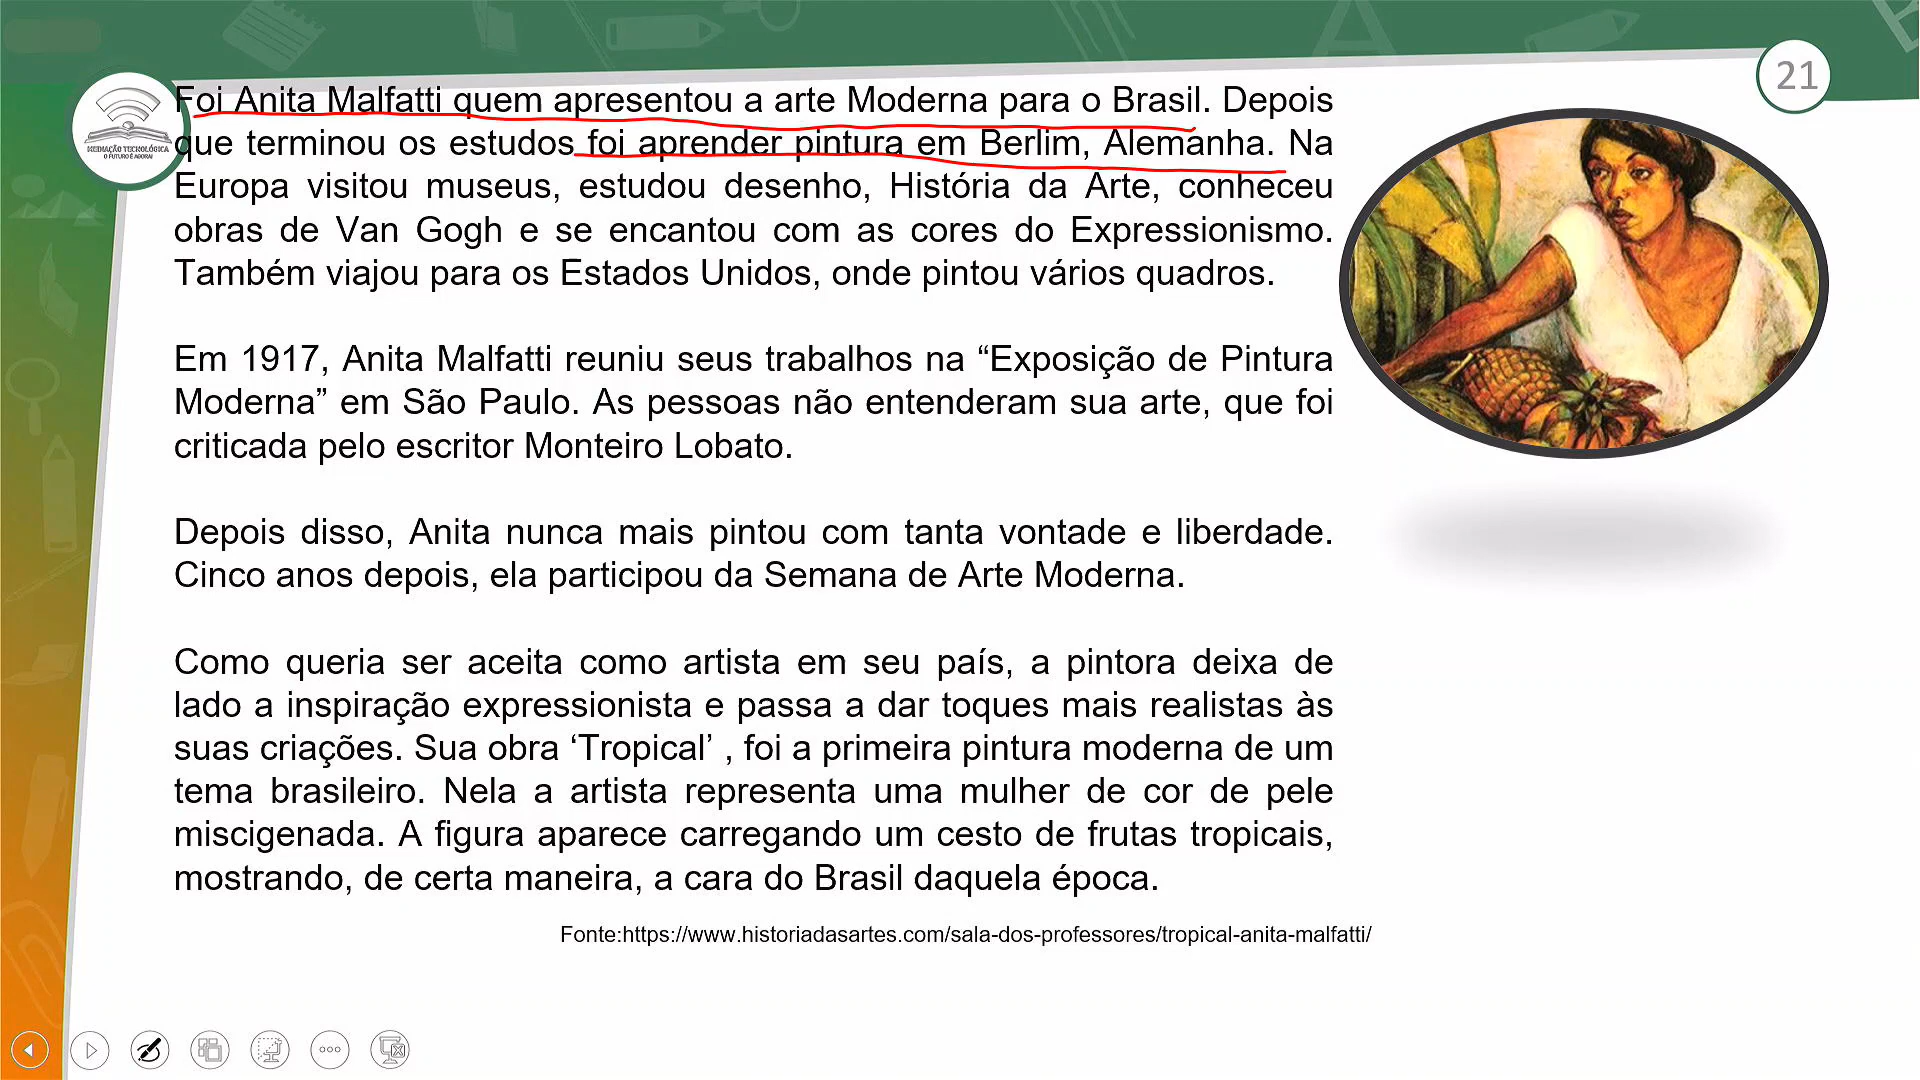 21
MEDIAÇÃO TECNOLÓGICA
O FUTURO É AGORA!
Foi Anita Malfatti quem apresentou a arte Moderna para o Brasil. Depois
que terminou os estudos foi aprender pintura em Berlim, Alemanha. Na
Europa visitou museus, estudou desenho, História da Arte, conheceu
obras de Van Gogh e se encantou com as cores do Expressionismo.
Também viajou para os Estados Unidos, onde pintou vários quadros.
Em 1917, Anita Malfatti reuniu seus trabalhos na “Exposição de Pintura
Moderna” em São Paulo. As pessoas não entenderam sua arte, que foi
criticada pelo escritor Monteiro Lobato.
Depois disso, Anita nunca mais pintou com tanta vontade e liberdade.
Cinco anos depois, ela participou da Semana de Arte Moderna.
Como queria ser aceita como artista em seu país, a pintora deixa de
lado a inspiração expressionista e passa a dar toques mais realistas às
suas criações. Sua obra ‘Tropical’ , foi a primeira pintura moderna de um
tema brasileiro. Nela a artista representa uma mulher de cor de pele
miscigenada. A figura aparece carregando um cesto de frutas tropicais,
mostrando, de certa maneira, a cara do Brasil daquela época.
Fonte:https://www.historiadasartes.com/sala-dos-professores/tropical-anita-malfatti/